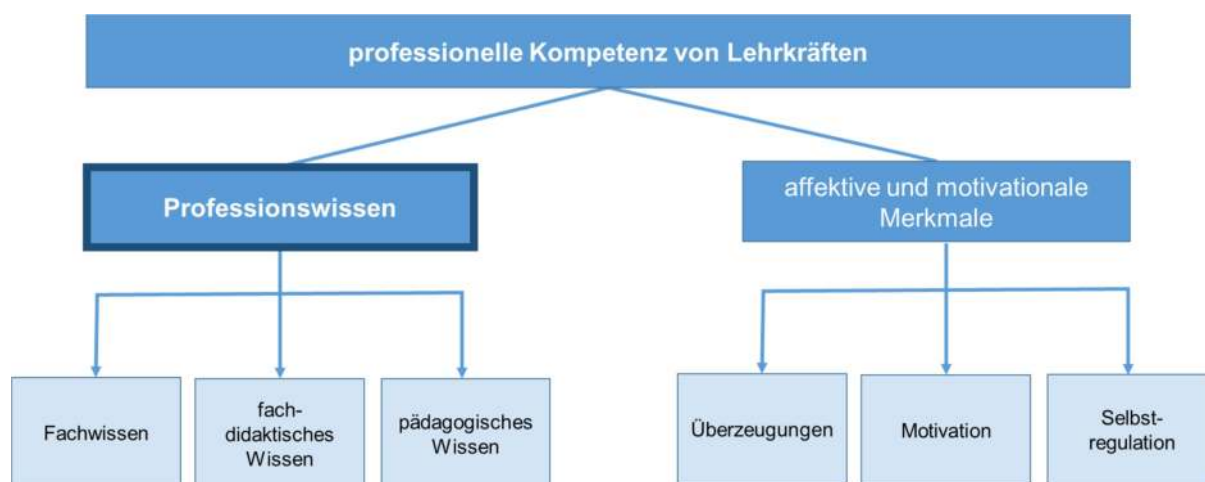 professionelle Kompetenz von Lehrkräften
Professionswissen
affektive und motivationale
Merkmale
Fachwissen
fach-
didaktisches
Wissen
pädagogisches
Wissen
Überzeugungen
Motivation
Selbst-
regulation